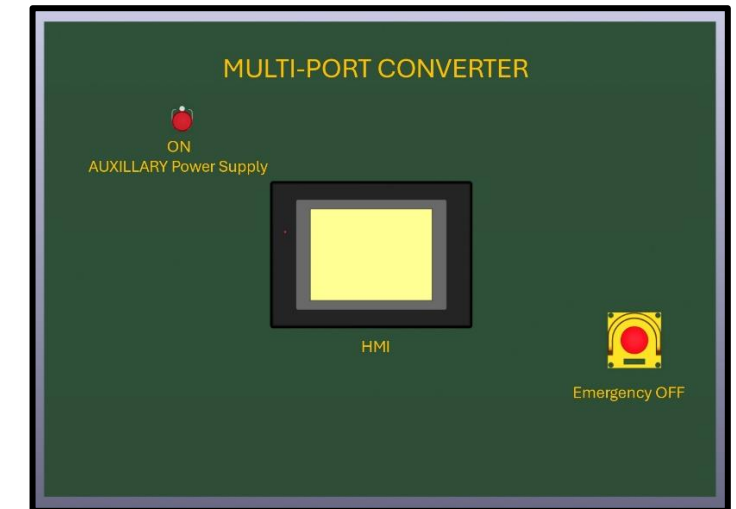 MULTI-PORT CONVERTER
ON
AUXILLARY Power Supply
HMI
Emergency OFF